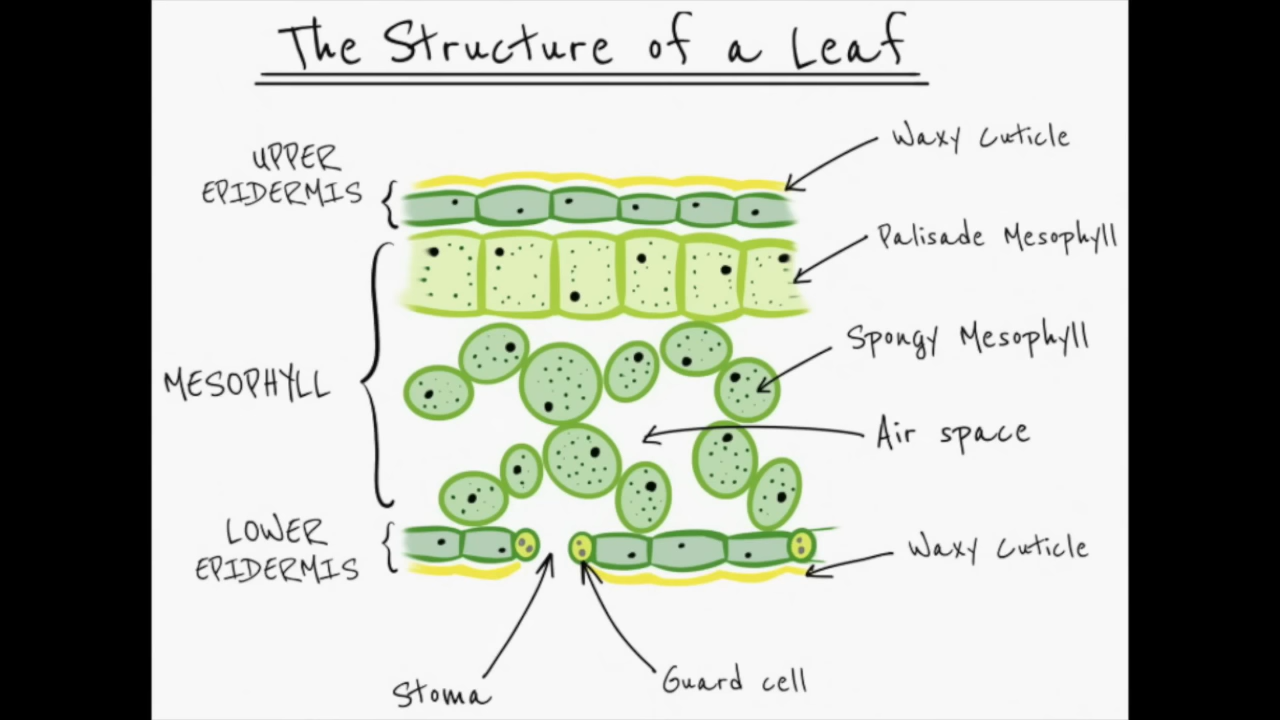 The Structure of a Leaf
UPPER
EPIDERMIS
Waxy Cuticle
Palisade Mesophyll
Spongy Mesophyll
MESOPHYLL
Air space
LOWER
EPIDERMIS
Waxy Cuticle
Stoma
Guard cell